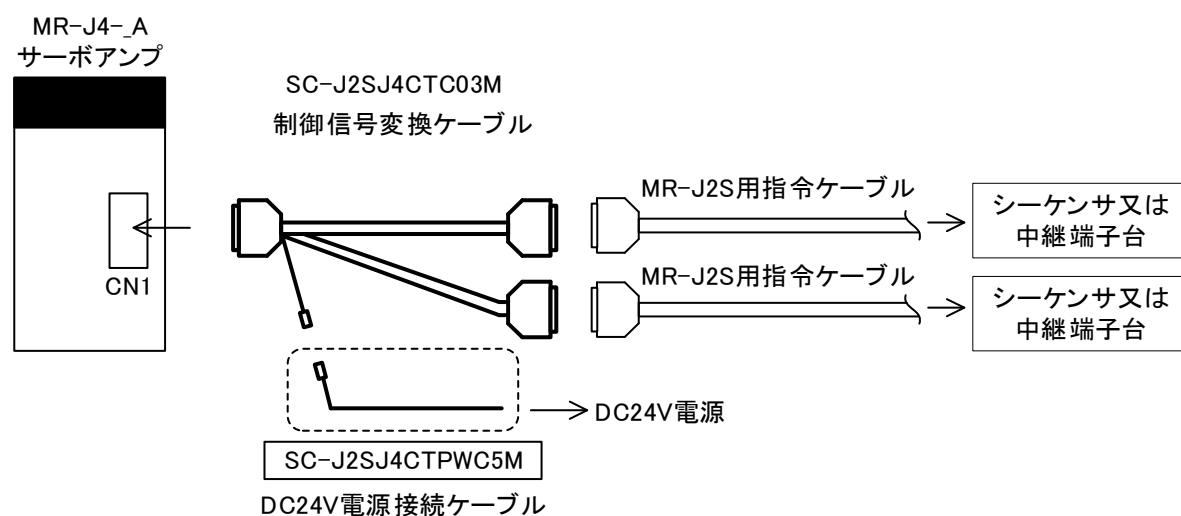 MR-J4-_A
サーボアンプ
SC-J2SJ4CTC03M
制御信号変換ケーブル
MR-J2S用指令ケーブル
シーケンサ又は
中継端子台
CN1
MR-J2S用指令ケーブル
シーケンサ又は
中継端子台
DC24V電源
SC-J2SJ4CTPWC5M
DC24V電源接続ケーブル